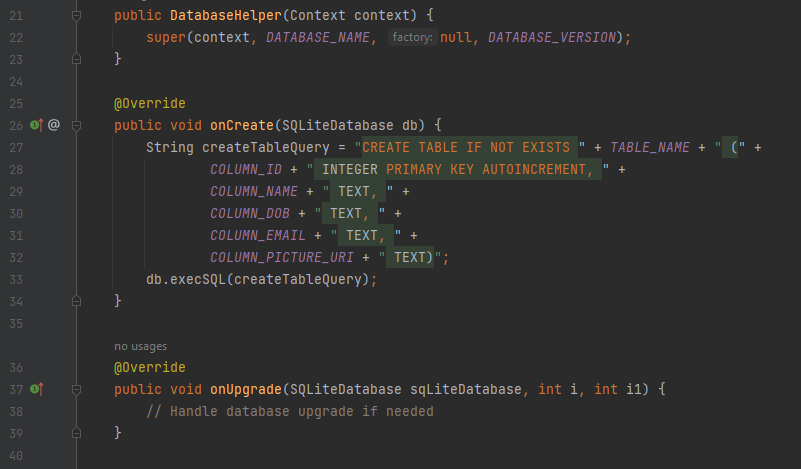 21 public DatabaseHelper(Context context) {
22 super(context, DATABASE_NAME, factory: null, DATABASE_VERSION);
23 }
24
25 @Override
26 @ public void onCreate(SQLiteDatabase db) {
27 String createTableQuery = "CREATE TABLE IF NOT EXISTS " + TABLE_NAME + " (" +
28 COLUMN_ID + " INTEGER PRIMARY KEY AUTOINCREMENT, " +
29 COLUMN_NAME + " TEXT, " +
30 COLUMN_DOB + " TEXT, " +
31 COLUMN_EMAIL + " TEXT, " +
32 COLUMN_PICTURE_URI + " TEXT)";
33 db.execSQL(createTableQuery);
34 }
35
no usages
36 @Override
37 public void onUpgrade(SQLiteDatabase sqLiteDatabase, int i, int i1) {
38 // Handle database upgrade if needed
39 }
40